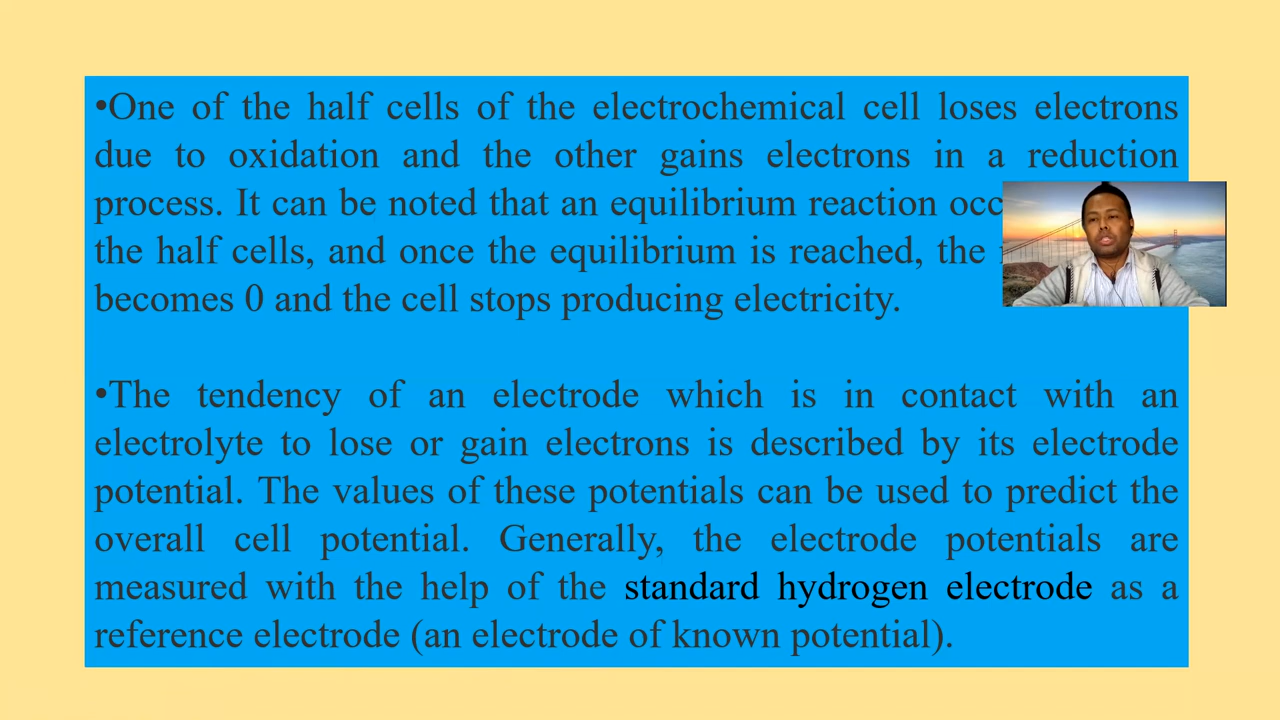 •One of the half cells of the electrochemical cell loses electrons
due to oxidation and the other gains electrons in a reduction
process. It can be noted that an equilibrium reaction
the half cells, and once the equilibrium is reached, the
becomes 0 and the cell stops producing electricity.
•The tendency of an electrode which is in contact with an
electrolyte to lose or gain electrons is described by its electrode
potential. The values of these potentials can be used to predict the
overall cell potential. Generally, the electrode potentials are
measured with the help of the standard hydrogen electrode as a
reference electrode (an electrode of known potential).